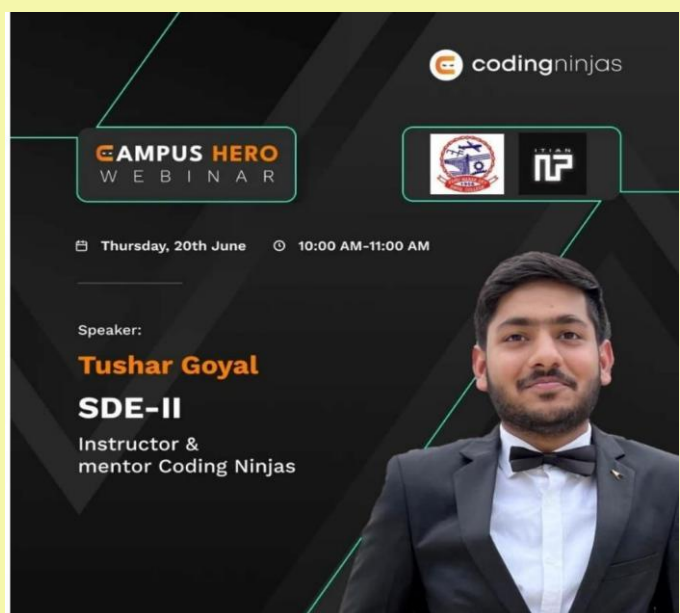 codingninjas
CAMPUS HERO
WEBINAR
ITIAN
Thursday, 20th June 10:00 AM-11:00 AM
Speaker:
Tushar Goyal
SDE-II
Instructor &
mentor Coding Ninjas